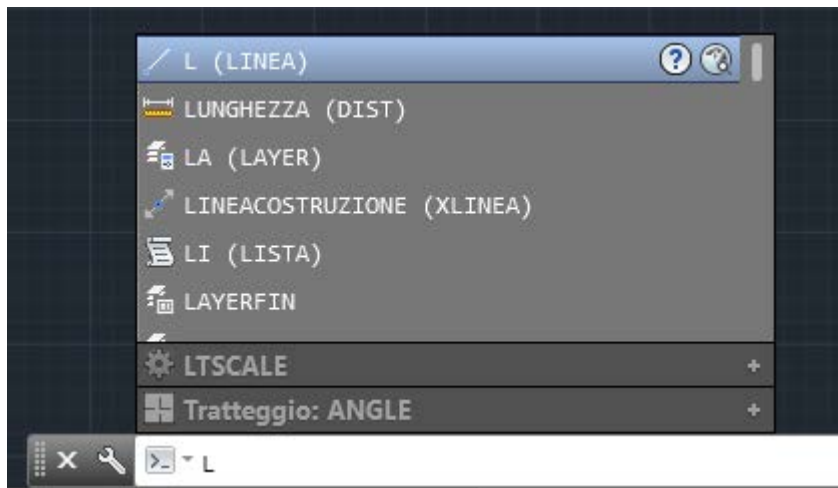 L (LINEA)
LUNGHEZZA (DIST)
LA (LAYER)
LINEACOSTRUZIONE (XLINEA)
LI (LISTA)
LAYERFIN
LTSCALE
Tratteggio: ANGLE
L